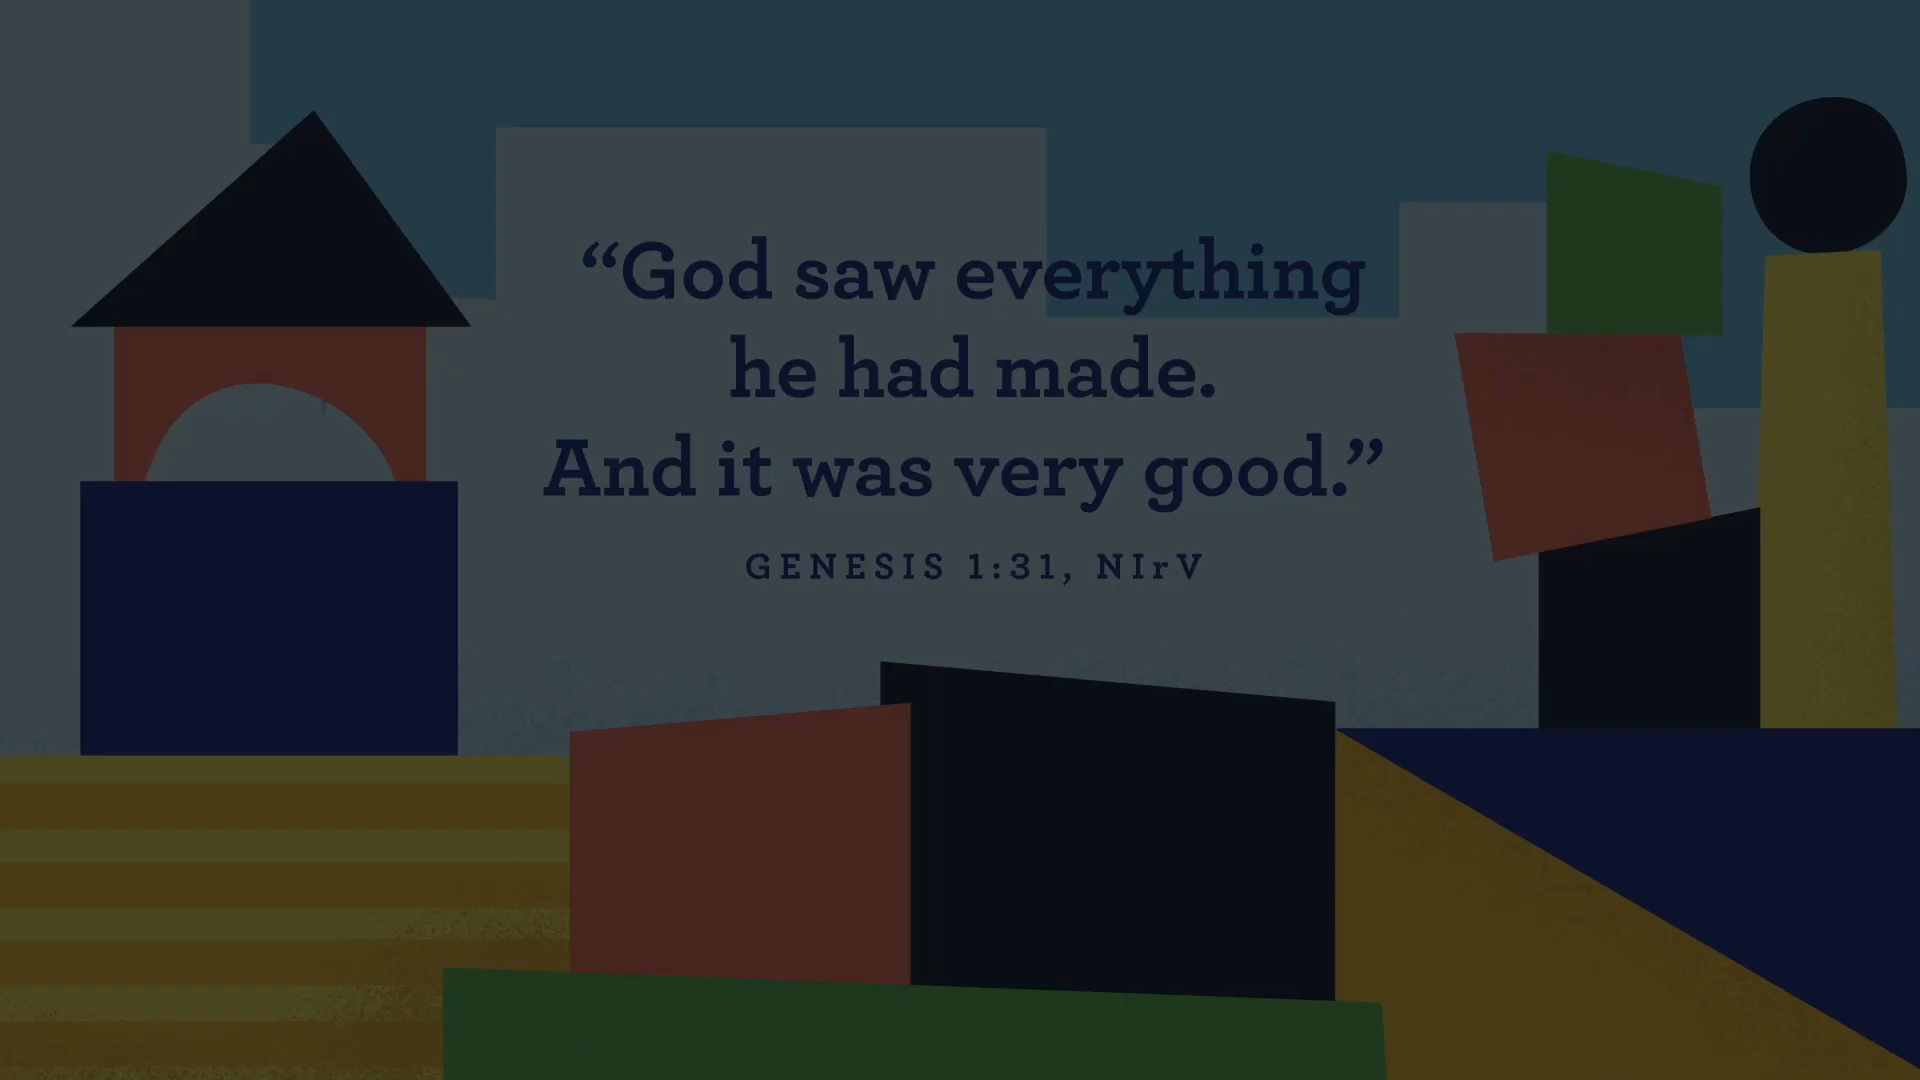 “God saw everything
he had made.
And it was very good.”
GENESIS 1:31, NIrV